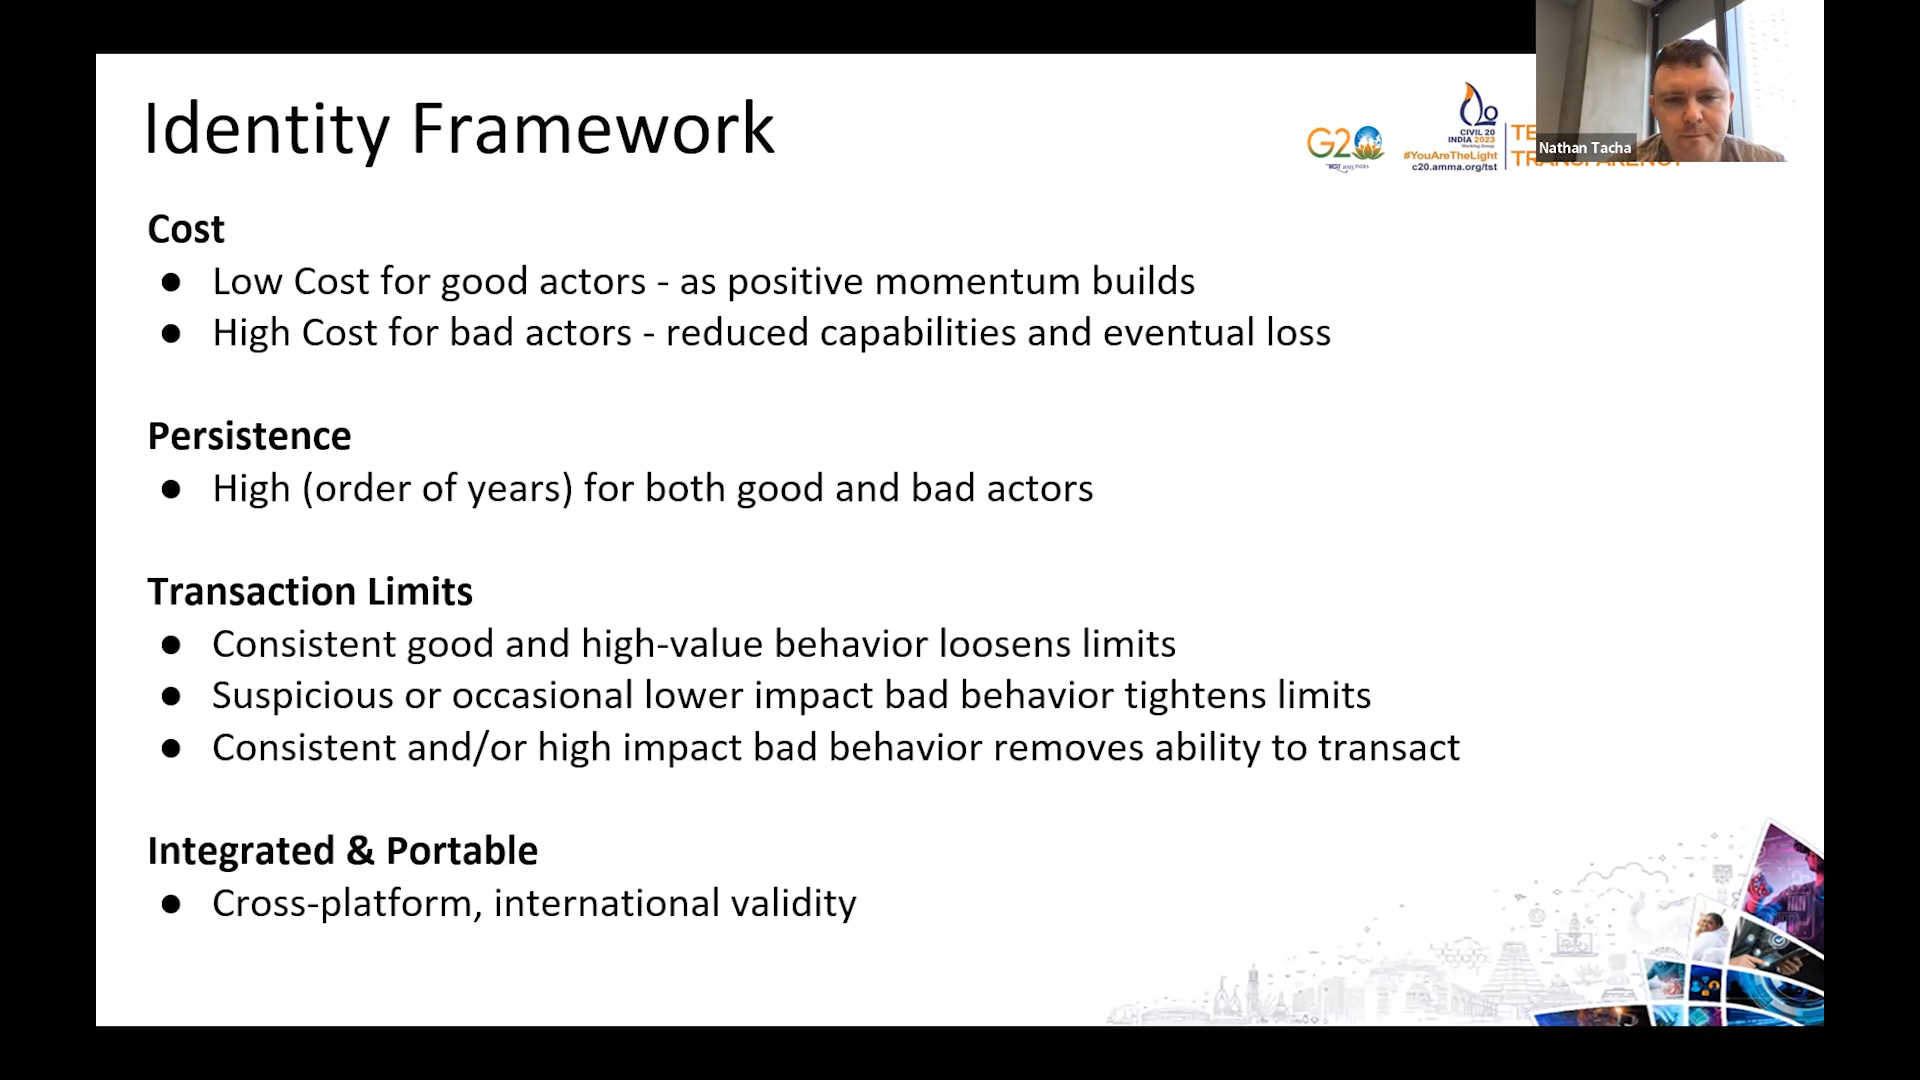 Identity Framework
G20
CIVIL 20
INDIA 2023
Working Group
#YouAreTheLight
c20.amma.org/tst
Nathan Tacha
Cost
● Low Cost for good actors - as positive momentum builds
● High Cost for bad actors - reduced capabilities and eventual loss
Persistence
● High (order of years) for both good and bad actors
Transaction Limits
● Consistent good and high-value behavior loosens limits
● Suspicious or occasional lower impact bad behavior tightens limits
● Consistent and/or high impact bad behavior removes ability to transact
Integrated & Portable
● Cross-platform, international validity